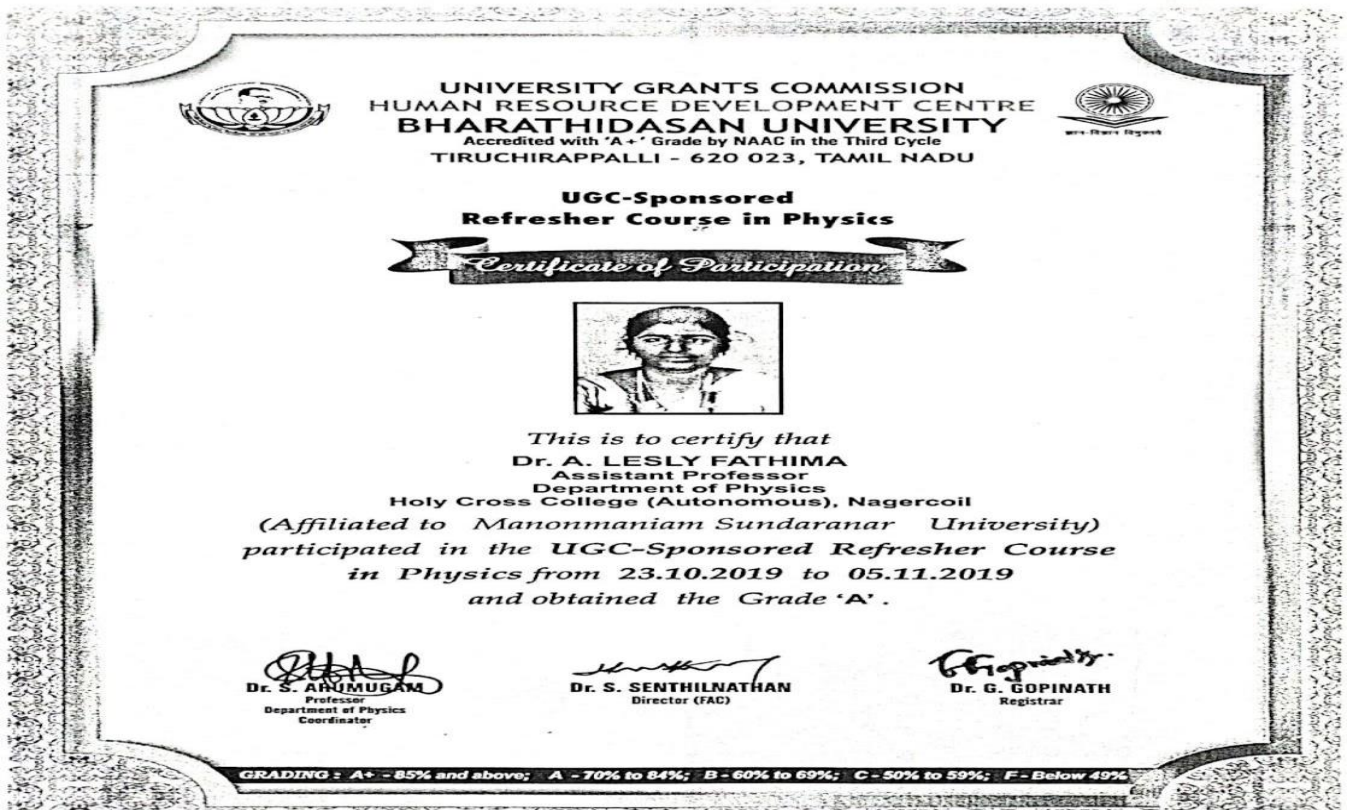 UNIVERSITY GRANTS COMMISSION
HUMAN RESOURCE DEVELOPMENT CENTRE
BHARATHIDASAN UNIVERSITY
Accredited with 'A+' Grade by NAAC in the Third Cycle
TIRUCHIRAPPALLI - 620 023, TAMIL NADU
ज्ञान-विज्ञान विमुक्तये
UGC-Sponsored
Refresher Course in Physics
Certificate of Participation
This is to certify that
Dr. A. LESLY FATHIMA
Assistant Professor
Department of Physics
Holy Cross College (Autonomous), Nagercoil
(Affiliated to Manonmaniam Sundaranar University)
participated in the UGC-Sponsored Refresher Course
in Physics from 23.10.2019 to 05.11.2019
and obtained the Grade 'A'.
Dr. S. ARUMUGAM
Professor
Department of Physics
Coordinator
Dr. S. SENTHILNATHAN
Director (FAC)
Dr. G. GOPINATH
Registrar
GRADING : A+ - 85% and above; A - 70% to 84%; B - 60% to 69%; C - 50% to 59%; F - Below 49%